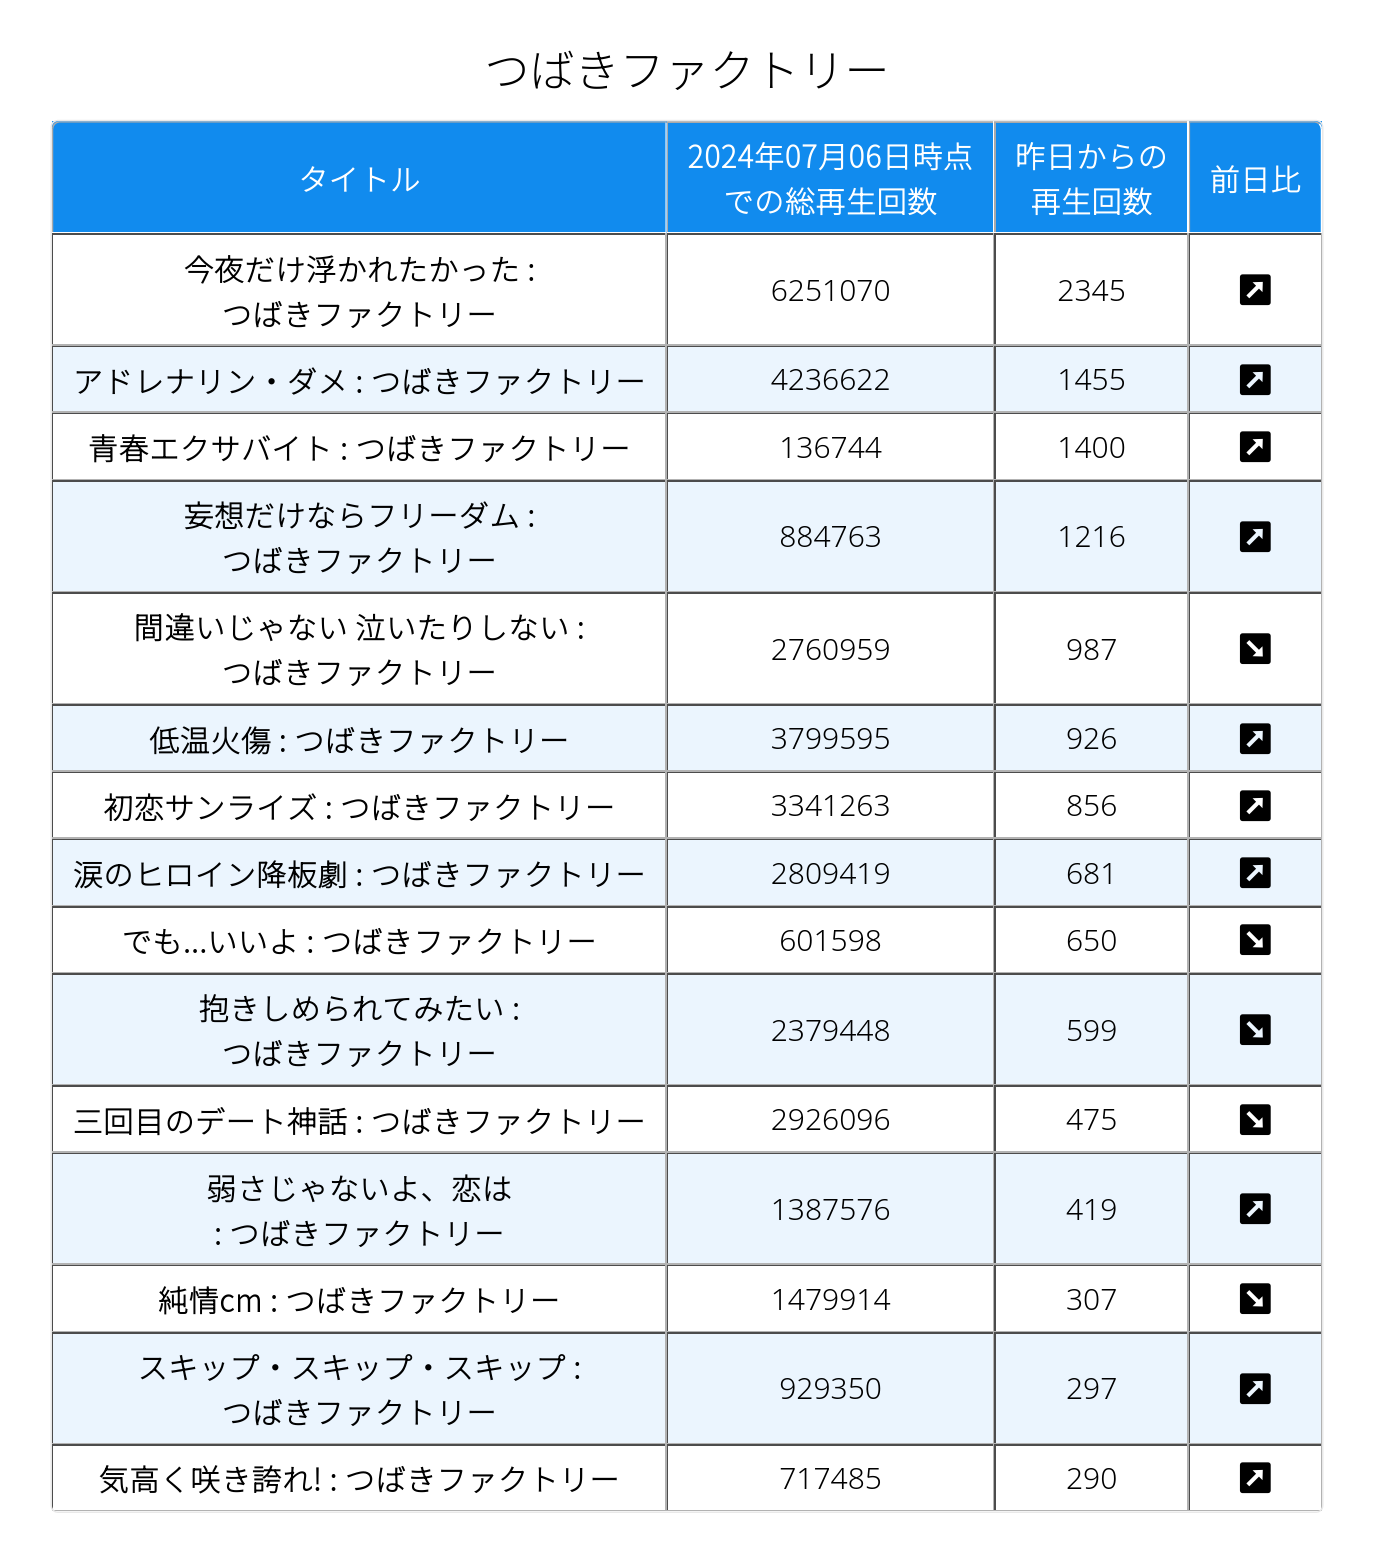 つばきファクトリー
タイトル
2024年07月06日時点
での総再生回数
昨日からの
再生回数
前日比
今夜だけ浮かれたかった :
つばきファクトリー
6251070
2345
アドレナリン・ダメ : つばきファクトリー
4236622
1455
青春エクサバイト : つばきファクトリー
136744
1400
妄想だけならフリーダム :
つばきファクトリー
884763
1216
間違いじゃない 泣いたりしない :
つばきファクトリー
2760959
987
低温火傷 : つばきファクトリー
3799595
926
初恋サンライズ : つばきファクトリー
3341263
856
涙のヒロイン降板劇 : つばきファクトリー
2809419
681
でも...いいよ : つばきファクトリー
601598
650
抱きしめられてみたい :
つばきファクトリー
2379448
599
三回目のデート神話 : つばきファクトリー
2926096
475
弱さじゃないよ、恋は
: つばきファクトリー
1387576
419
純情cm : つばきファクトリー
1479914
307
スキップ・スキップ・スキップ :
つばきファクトリー
929350
297
気高く咲き誇れ! : つばきファクトリー
717485
290